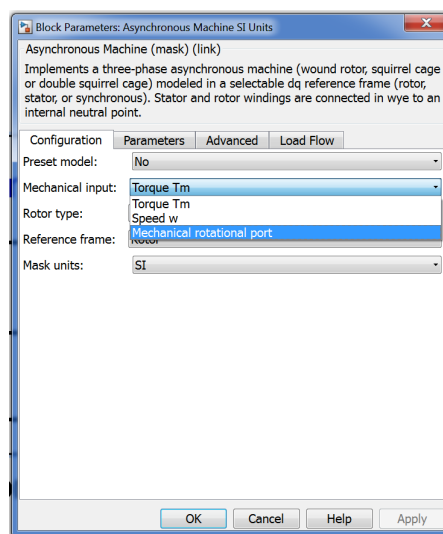 Block Parameters: Asynchronous Machine SI Units
Asynchronous Machine (mask) (link)
Implements a three-phase asynchronous machine (wound rotor, squirrel cage
or double squirrel cage) modeled in a selectable dq reference frame (rotor,
stator, or synchronous). Stator and rotor windings are connected in wye to an
internal neutral point.
Configuration Parameters Advanced Load Flow
Preset model: No
Mechanical input: Torque Tm
Torque Tm
Rotor type: Speed w
Mechanical rotational port
Reference frame: Rotor
Mask units: SI
OK Cancel Help Apply